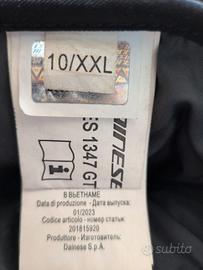 10/XXL
DAINESE
ES 1347 GT
i
В ВЬЕТНАМЕ
Data di produzione - Дата выпуска:
01/2023
Codice articolo - номер статьи:
201815920
Produttore - Изготовитель:
Dainese S.p.A.
subito